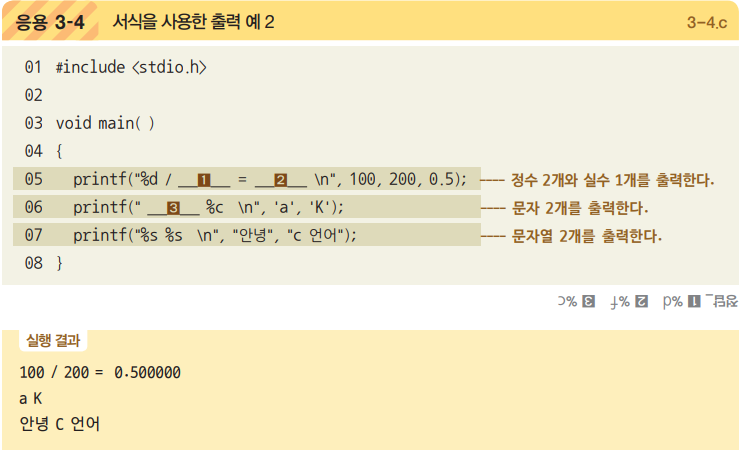 응용 3-4 서식을 사용한 출력 예 2 3-4.c
01 #include <stdio.h>
02
03 void main( )
04 {
05 printf("%d / __1__ = __2__ \n", 100, 200, 0.5); ---- 정수 2개와 실수 1개를 출력한다.
06 printf(" __3__ %c \n", 'a', 'K'); ---- 문자 2개를 출력한다.
07 printf("%s %s \n", "안녕", "c 언어"); ---- 문자열 2개를 출력한다.
08 }
정답_ 1 %d 2 %f 3 %c
실행 결과
100 / 200 = 0.500000
a K
안녕 C 언어